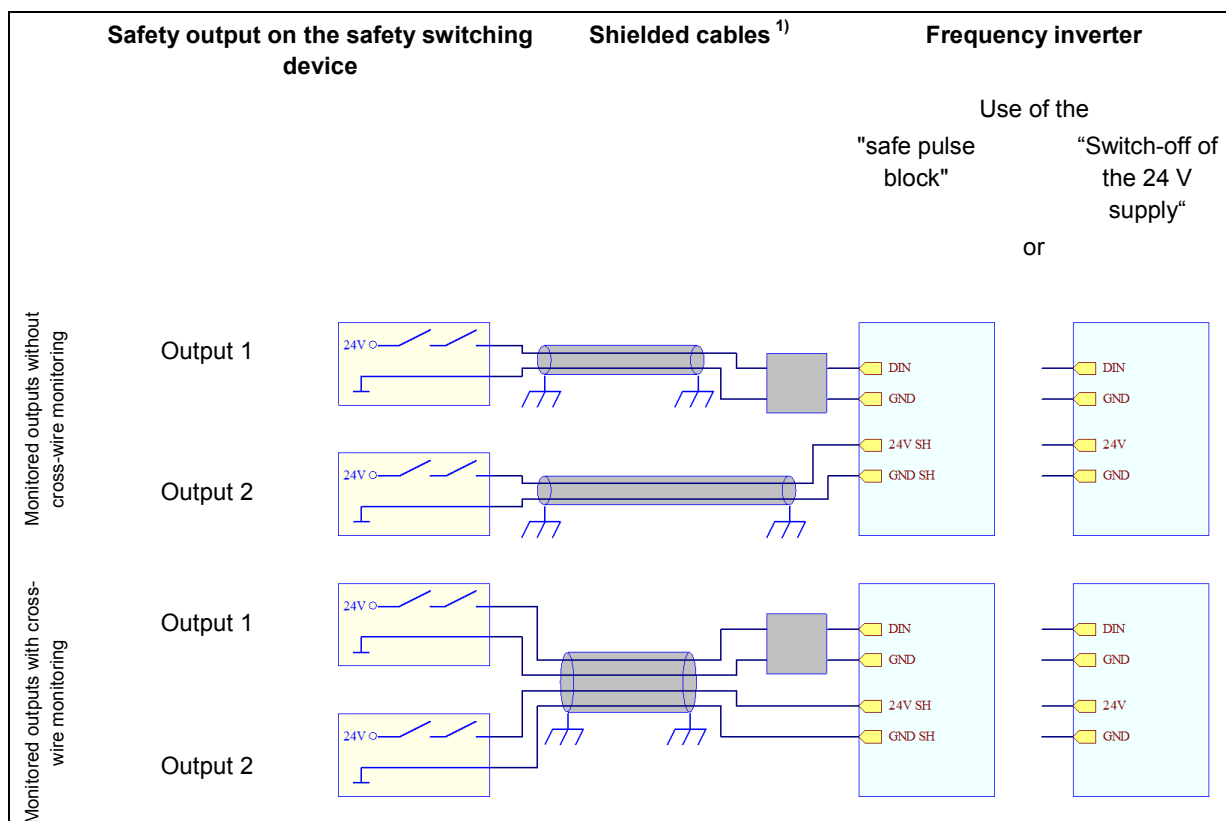 Safety output on the safety switching
device
Shielded cables 1)
Frequency inverter
Use of the
"safe pulse
block"
“Switch-off of
the 24 V
supply“
or
Monitored outputs without
cross-wire monitoring
Output 1
24V
DIN
GND
DIN
GND
Output 2
24V
24V SH
GND SH
24V
GND
Monitored outputs with cross-
wire monitoring
Output 1
24V
DIN
GND
DIN
GND
Output 2
24V
24V SH
GND SH
24V
GND